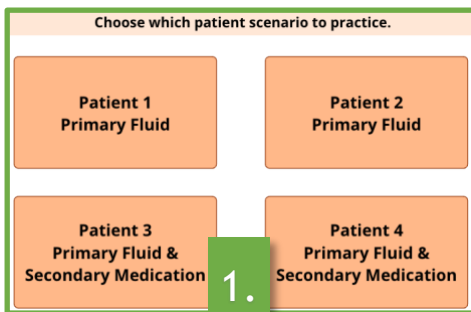 Choose which patient scenario to practice.
Patient 1
Primary Fluid
Patient 2
Primary Fluid
Patient 3
Primary Fluid &
Secondary Medication
Patient 4
Primary Fluid &
Secondary Medication
1.